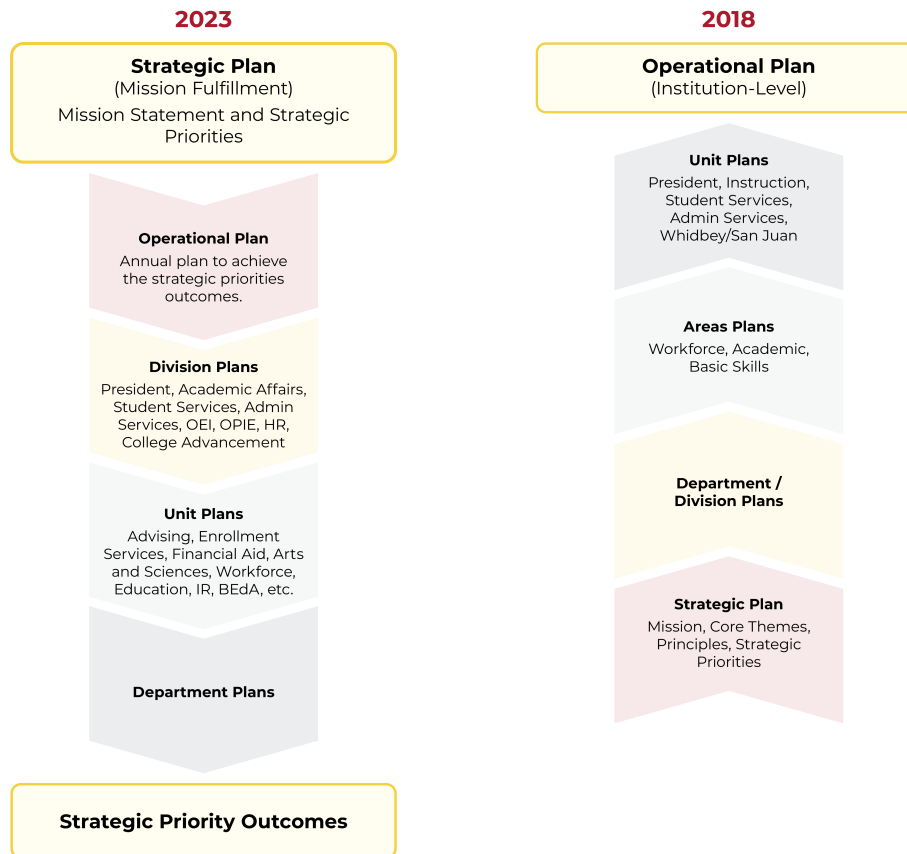 2023
Strategic Plan
(Mission Fulfillment)
Mission Statement and Strategic
Priorities
Operational Plan
Annual plan to achieve
the strategic priorities
outcomes.
Division Plans
President, Academic Affairs,
Student Services, Admin
Services, OEI, OPIE, HR,
College Advancement
Unit Plans
Advising, Enrollment
Services, Financial Aid, Arts
and Sciences, Workforce,
Education, IR, BEdA, etc.
Department Plans
Strategic Priority Outcomes
2018
Operational Plan
(Institution-Level)
Unit Plans
President, Instruction,
Student Services,
Admin Services,
Whidbey/San Juan
Areas Plans
Workforce, Academic,
Basic Skills
Department /
Division Plans
Strategic Plan
Mission, Core Themes,
Principles, Strategic
Priorities